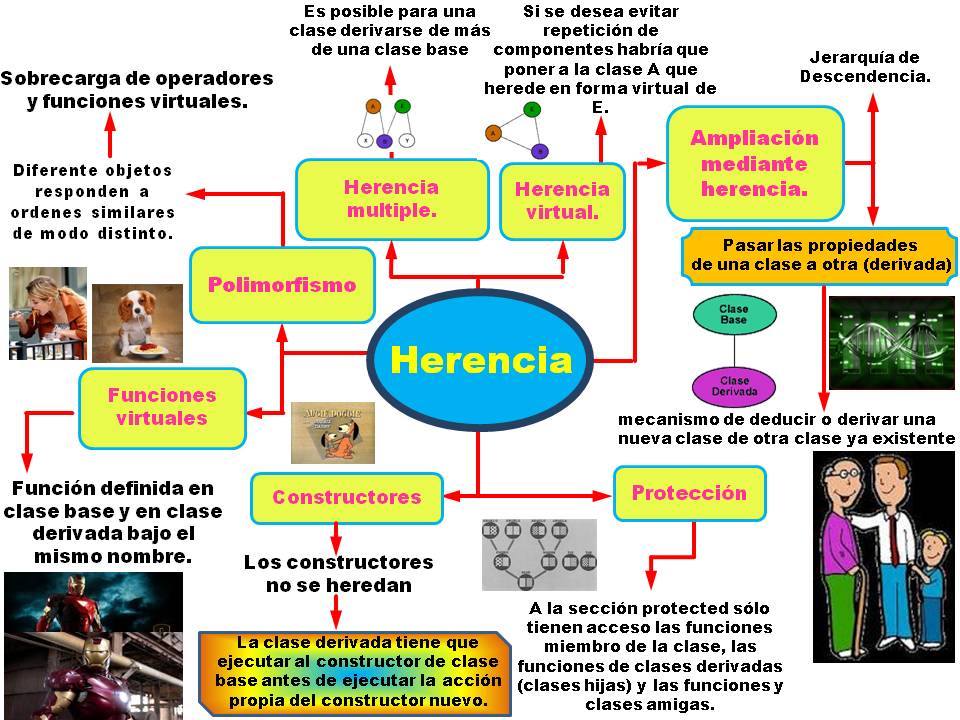 Es posible para una
clase derivarse de más
de una clase base
Si se desea evitar
repetición de
componentes habría que
poner a la clase A que
herede en forma virtual de
E.
Jerarquía de
Descendencia.
Sobrecarga de operadores
y funciones virtuales.
Diferente objetos
responden a
ordenes similares
de modo distinto.
Herencia
multiple.
Herencia
virtual.
Ampliación
mediante
herencia.
Pasar las propiedades
de una clase a otra (derivada)
Polimorfismo
Clase
Base
Clase
Derivada
Herencia
Funciones
virtuales
AUGIE DOGGIE
mecanismo de deducir o derivar una
nueva clase de otra clase ya existente
Función definida en
clase base y en clase
derivada bajo el
mismo nombre.
Constructores
Protección
Los constructores
no se heredan
La clase derivada tiene que
ejecutar al constructor de clase
base antes de ejecutar la acción
propia del constructor nuevo.
A la sección protected sólo
tienen acceso las funciones
miembro de la clase, las
funciones de clases derivadas
(clases hijas) y las funciones y
clases amigas.